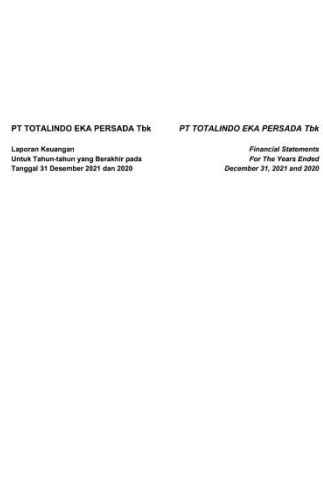 PT TOTALINDO EKA PERSADA Tbk
Laporan Keuangan
Untuk Tahun-tahun yang Berakhir pada
Tanggal 31 Desember 2021 dan 2020
PT TOTALINDO EKA PERSADA Tbk
Financial Statements
For The Years Ended
December 31, 2021 and 2020